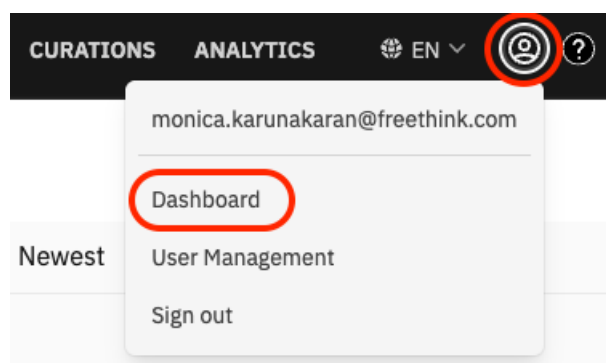 CURATIONS ANALYTICS EN ?
monica.karunakaran@freethink.com
Dashboard
Newest User Management
Sign out